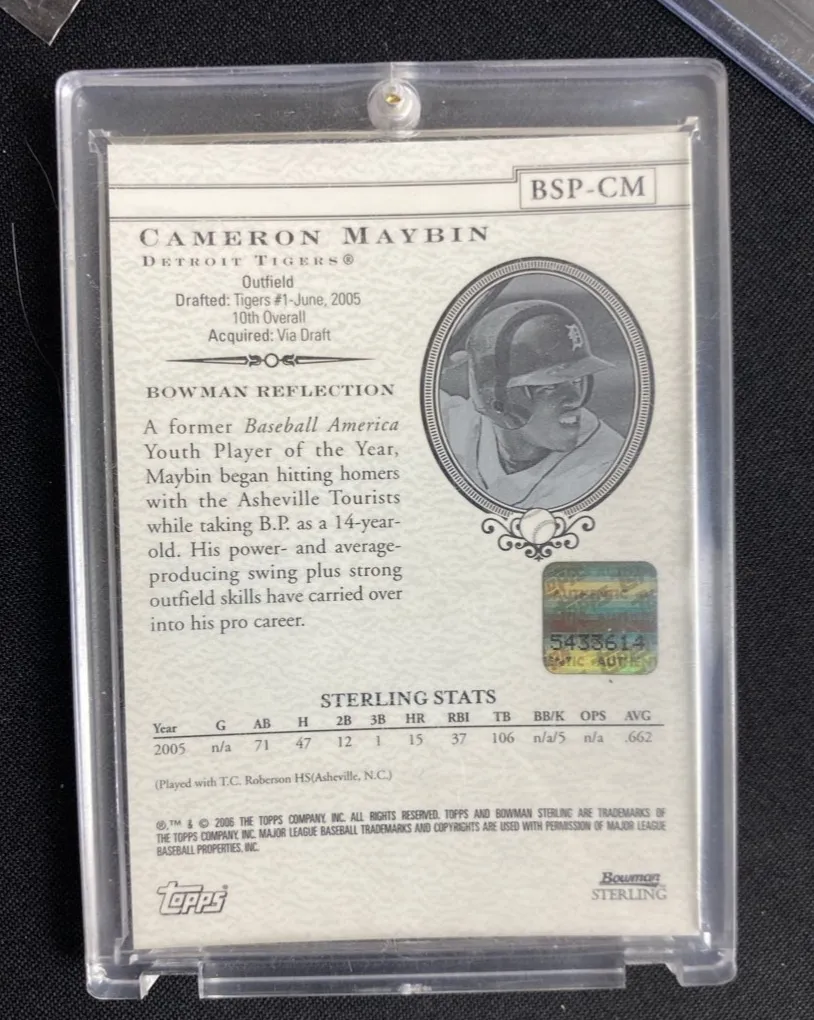 BSP-CM
CAMERON MAYBIN
DETROIT TIGERS®
Outfield
Drafted: Tigers #1-June, 2005
10th Overall
Acquired: Via Draft
BOWMAN REFLECTION
A former Baseball America
Youth Player of the Year,
Maybin began hitting homers
with the Asheville Tourists
while taking B.P. as a 14-year-
old. His power- and average-
producing swing plus strong
outfield skills have carried over
into his pro career.
D
5433614
ENTIC AUTHEN
STERLING STATS
Year G AB H 2B 3B HR RBI TB BB/K OPS AVG
2005 n/a 71 47 12 1 15 37 106 n/a/5 n/a .662
(Played with T.C. Roberson HS(Asheville, N.C.)
®,™ & © 2006 THE TOPPS COMPANY, INC. ALL RIGHTS RESERVED. TOPPS AND BOWMAN STERLING ARE TRADEMARKS OF
THE TOPPS COMPANY, INC. MAJOR LEAGUE BASEBALL TRADEMARKS AND COPYRIGHTS ARE USED WITH PERMISSION OF MAJOR LEAGUE
BASEBALL PROPERTIES, INC.
Topps®
Bowman
STERLING